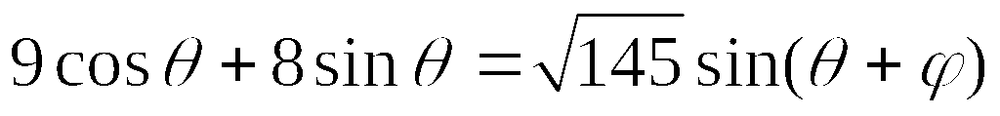 9 cos θ + 8 sin θ = √145 sin(θ + φ)